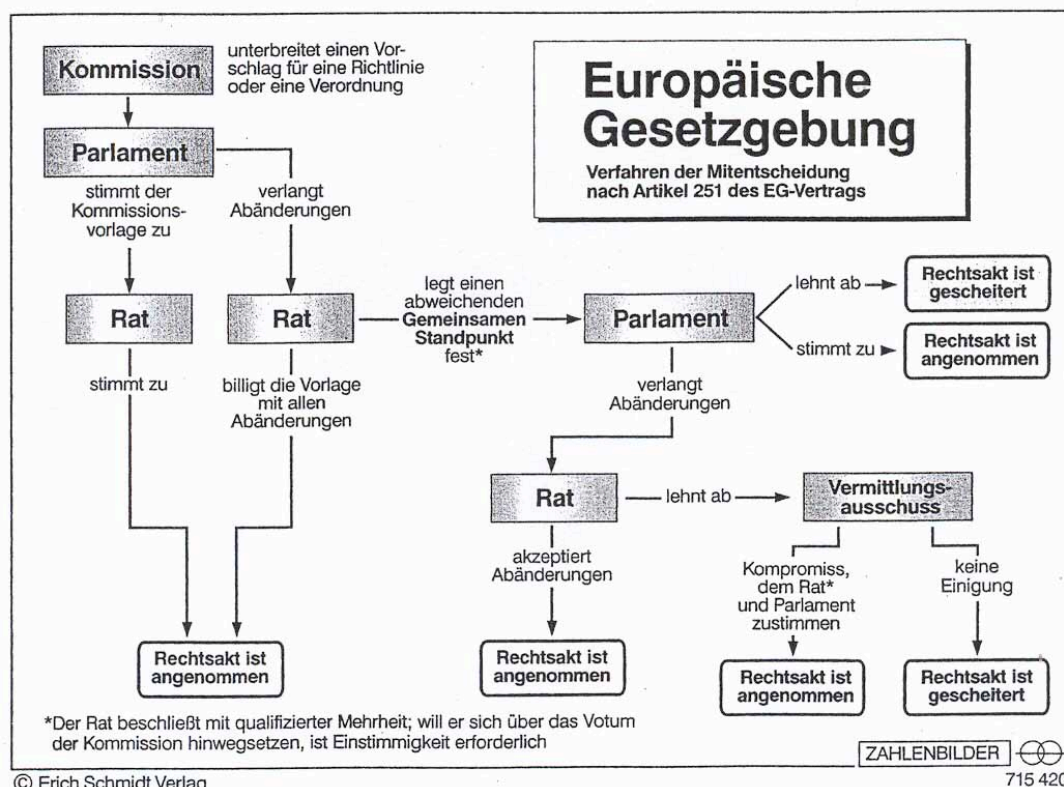 Kommission
unterbreitet einen Vor-
schlag für eine Richtlinie
oder eine Verordnung
Europäische
Gesetzgebung
Verfahren der Mitentscheidung
nach Artikel 251 des EG-Vertrags
Parlament
stimmt der
Kommissions-
vorlage zu
verlangt
Abänderungen
Rat
Rat
legt einen
abweichenden
Gemeinsamen
Standpunkt
fest*
Parlament
lehnt ab
Rechtsakt ist
gescheitert
stimmt zu
Rechtsakt ist
angenommen
stimmt zu
billigt die Vorlage
mit allen
Abänderungen
verlangt
Abänderungen
Rat
lehnt ab
Vermittlungs-
ausschuss
akzeptiert
Abänderungen
Kompromiss,
dem Rat*
und Parlament
zustimmen
keine
Einigung
Rechtsakt ist
angenommen
Rechtsakt ist
angenommen
Rechtsakt ist
angenommen
Rechtsakt ist
gescheitert
*Der Rat beschließt mit qualifizierter Mehrheit; will er sich über das Votum
der Kommission hinwegsetzen, ist Einstimmigkeit erforderlich
ZAHLENBILDER
© Erich Schmidt Verlag
715 420